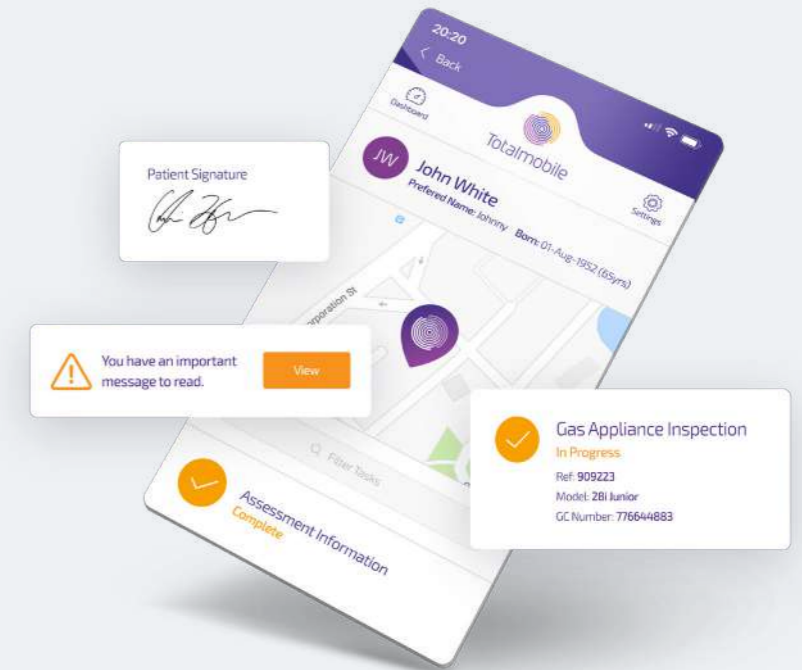 20:20
Back
Dashboard
Totalmobile
Settings
JW
John White
Prefered Name: Johnny Born: 01-Aug-1952 (65yrs)
Patient Signature
orporation St
You have an important
message to read.
View
Filter Tasks
Assessment Information
Complete
Gas Appliance Inspection
In Progress
Ref: 909223
Model: 28i Junior
GC Number: 776644883